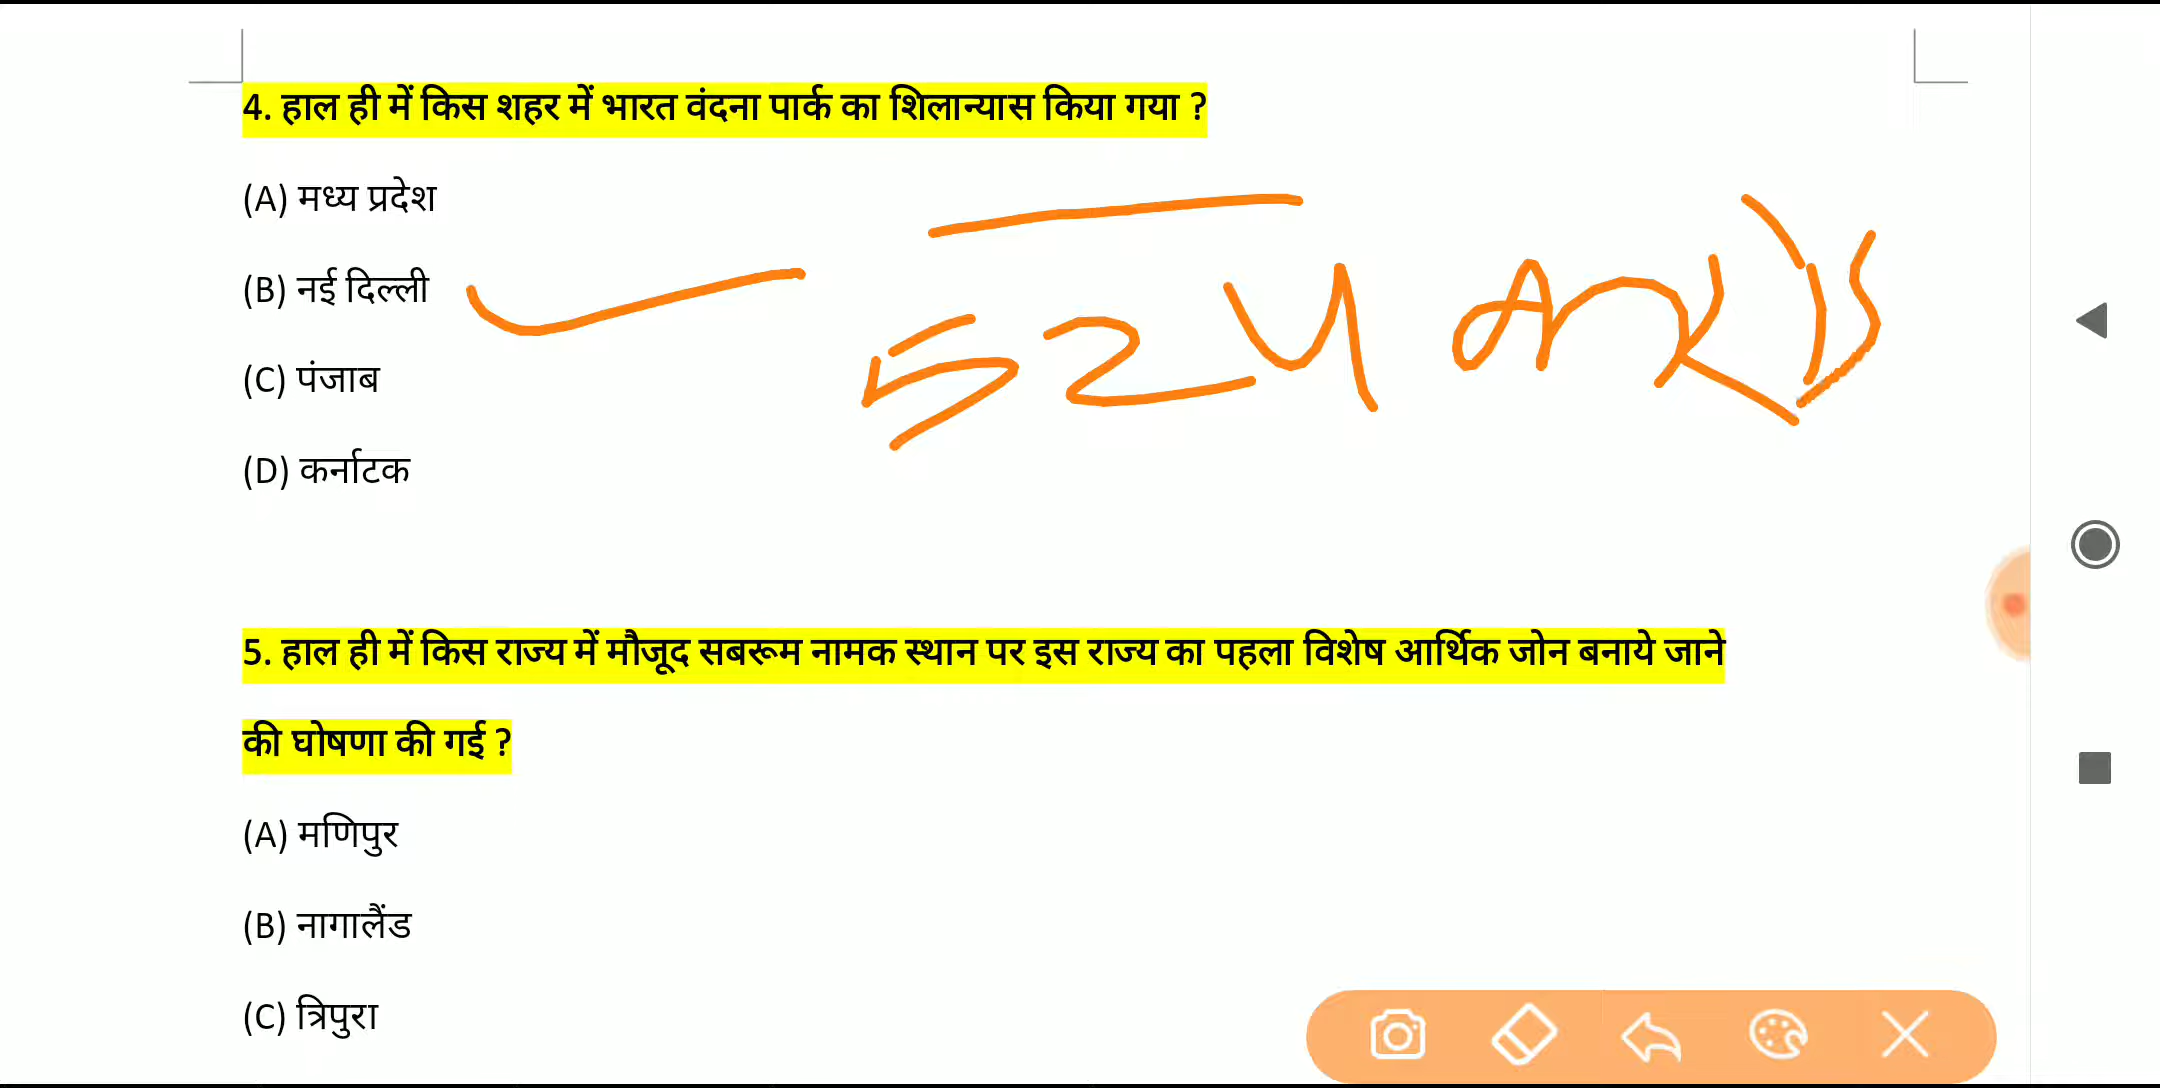 4. हाल ही में किस शहर में भारत वंदना पार्क का शिलान्यास किया गया ?
(A) मध्य प्रदेश
(B) नई दिल्ली
(C) पंजाब
(D) कर्नाटक
5. हाल ही में किस राज्य में मौजूद सबरूम नामक स्थान पर इस राज्य का पहला विशेष आर्थिक जोन बनाये जाने
की घोषणा की गई ?
(A) मणिपुर
(B) नागालैंड
(C) त्रिपुरा